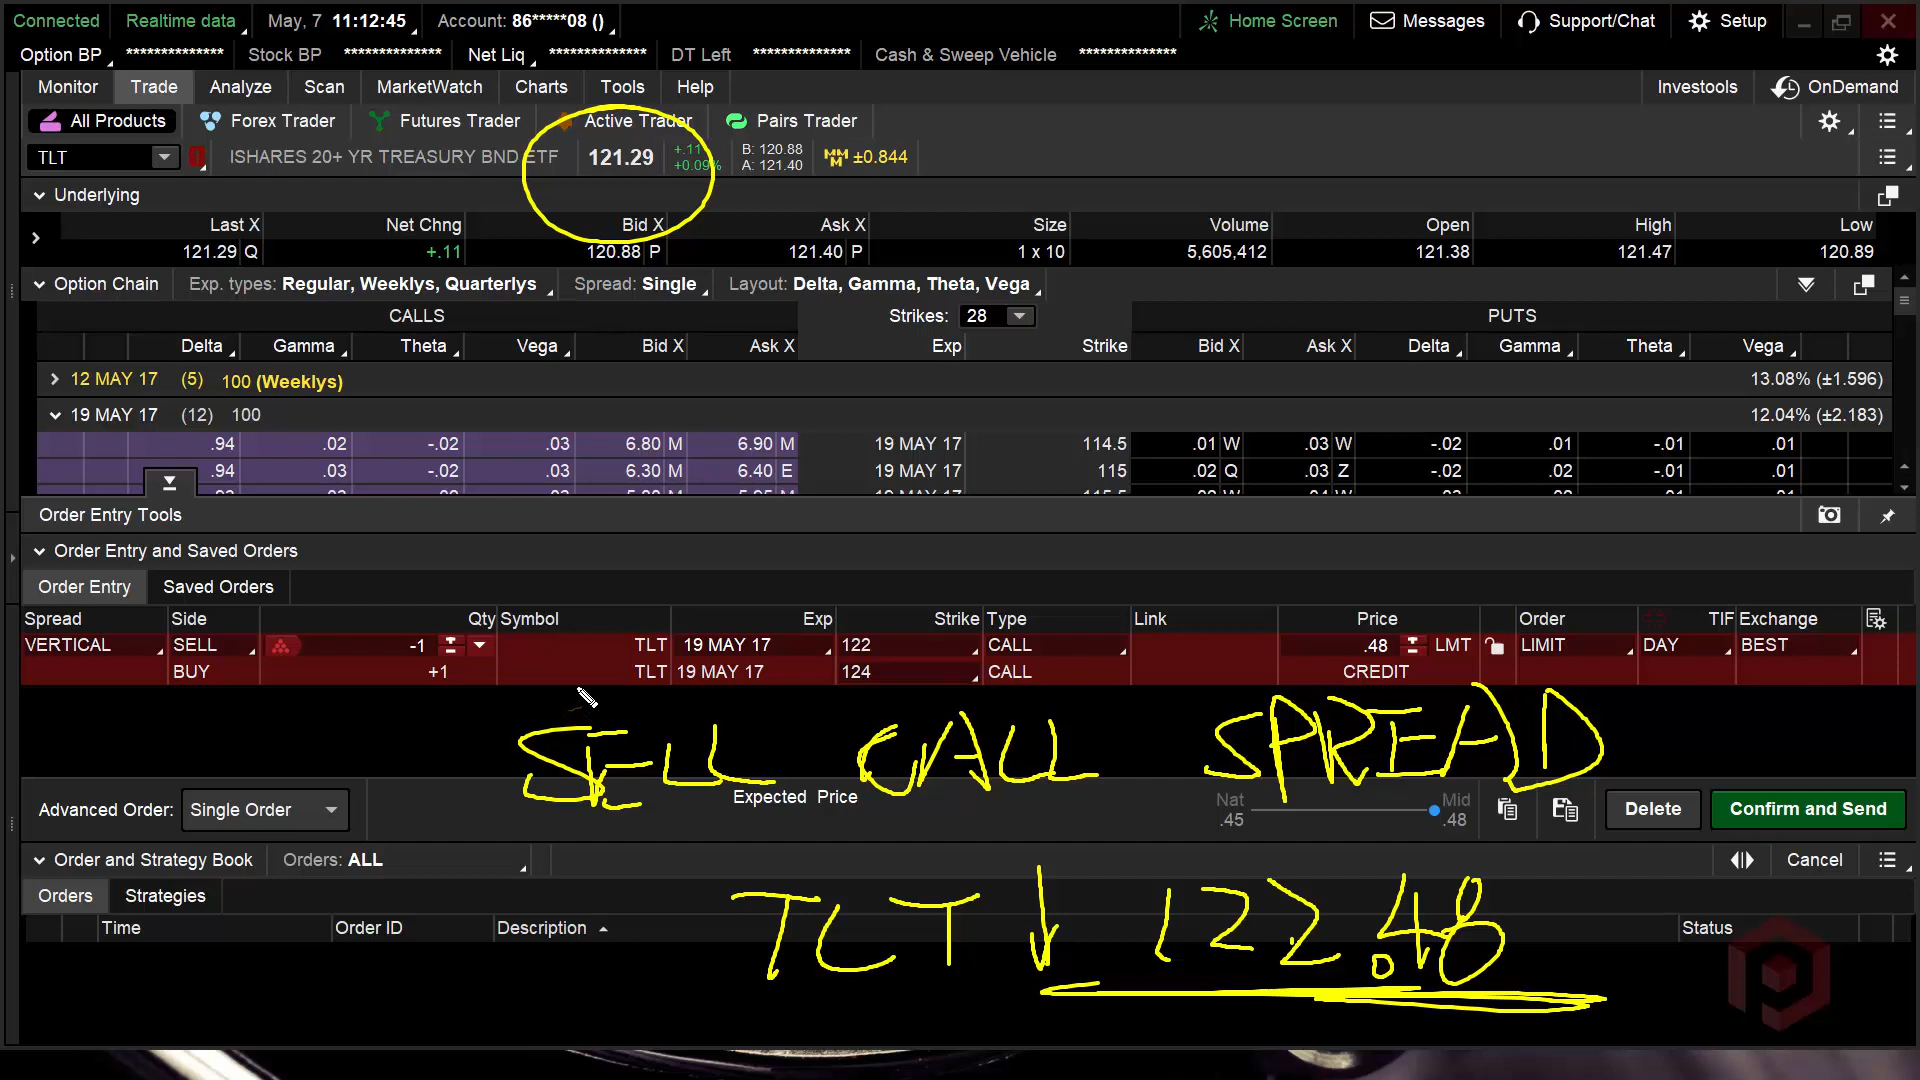 Connected Realtime data May, 7 11:12:45 Account: 86*****08 () Home Screen Messages Support/Chat Setup
Option BP ************** Stock BP ************** Net Liq ************** DT Left ************** Cash & Sweep Vehicle **************
Monitor Trade Analyze Scan MarketWatch Charts Tools Help Investools OnDemand
All Products Forex Trader Futures Trader Active Trader Pairs Trader
TLT ISHARES 20+ YR TREASURY BND ETF 121.29 +.11 +0.09% B: 120.88 A: 121.40 MMM ±0.844
Underlying
Last X Net Chng Bid X Ask X Size Volume Open High Low
121.29 Q +.11 120.88 P 121.40 P 1 x 10 5,605,412 121.38 121.47 120.89
Option Chain Exp. types: Regular, Weeklys, Quarterlys Spread: Single Layout: Delta, Gamma, Theta, Vega
CALLS Strikes: 28 PUTS
Delta Gamma Theta Vega Bid X Ask X Exp Strike Bid X Ask X Delta Gamma Theta Vega
12 MAY 17 (5) 100 (Weeklys) 13.08% (±1.596)
19 MAY 17 (12) 100 12.04% (±2.183)
.94 .02 -.02 .03 6.80 M 6.90 M 19 MAY 17 114.5 .01 W .03 W -.02 .01 -.01 .01
.94 .03 -.02 .03 6.30 M 6.40 E 19 MAY 17 115 .02 Q .03 Z -.02 .02 -.01 .01
Order Entry Tools
Order Entry and Saved Orders
Order Entry Saved Orders
Spread Side Qty Symbol Exp Strike Type Link Price Order TIF Exchange
VERTICAL SELL -1 TLT 19 MAY 17 122 CALL .48 LMT LIMIT DAY BEST
BUY +1 TLT 19 MAY 17 124 CALL CREDIT
SELL CALL SPREAD
Expected Price
Advanced Order: Single Order Nat .45 Mid .48 Delete Confirm and Send
Order and Strategy Book Orders: ALL Cancel
Orders Strategies
TLT ↓ 122.48
Time Order ID Description Status